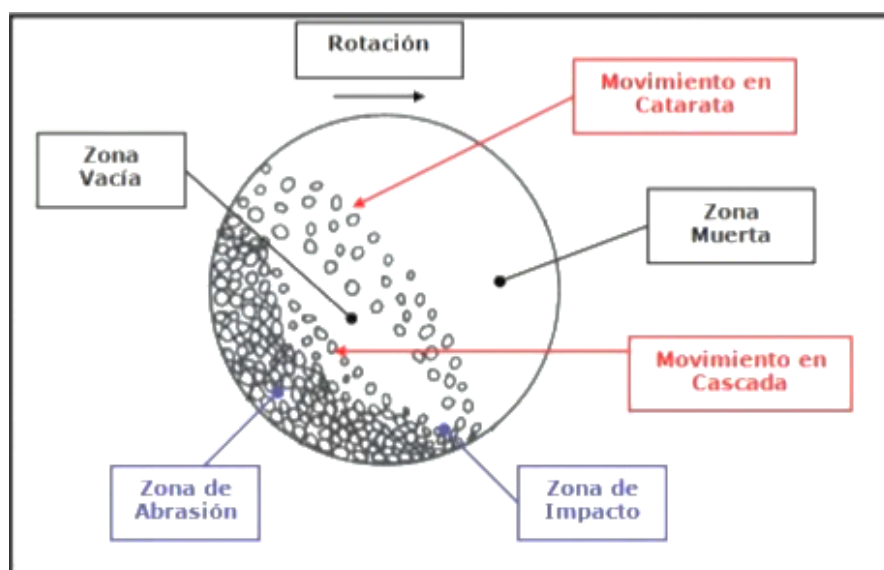 Rotación
Movimiento en
Catarata
Zona
Vacía
Zona
Muerta
Movimiento en
Cascada
Zona de
Abrasión
Zona de
Impacto